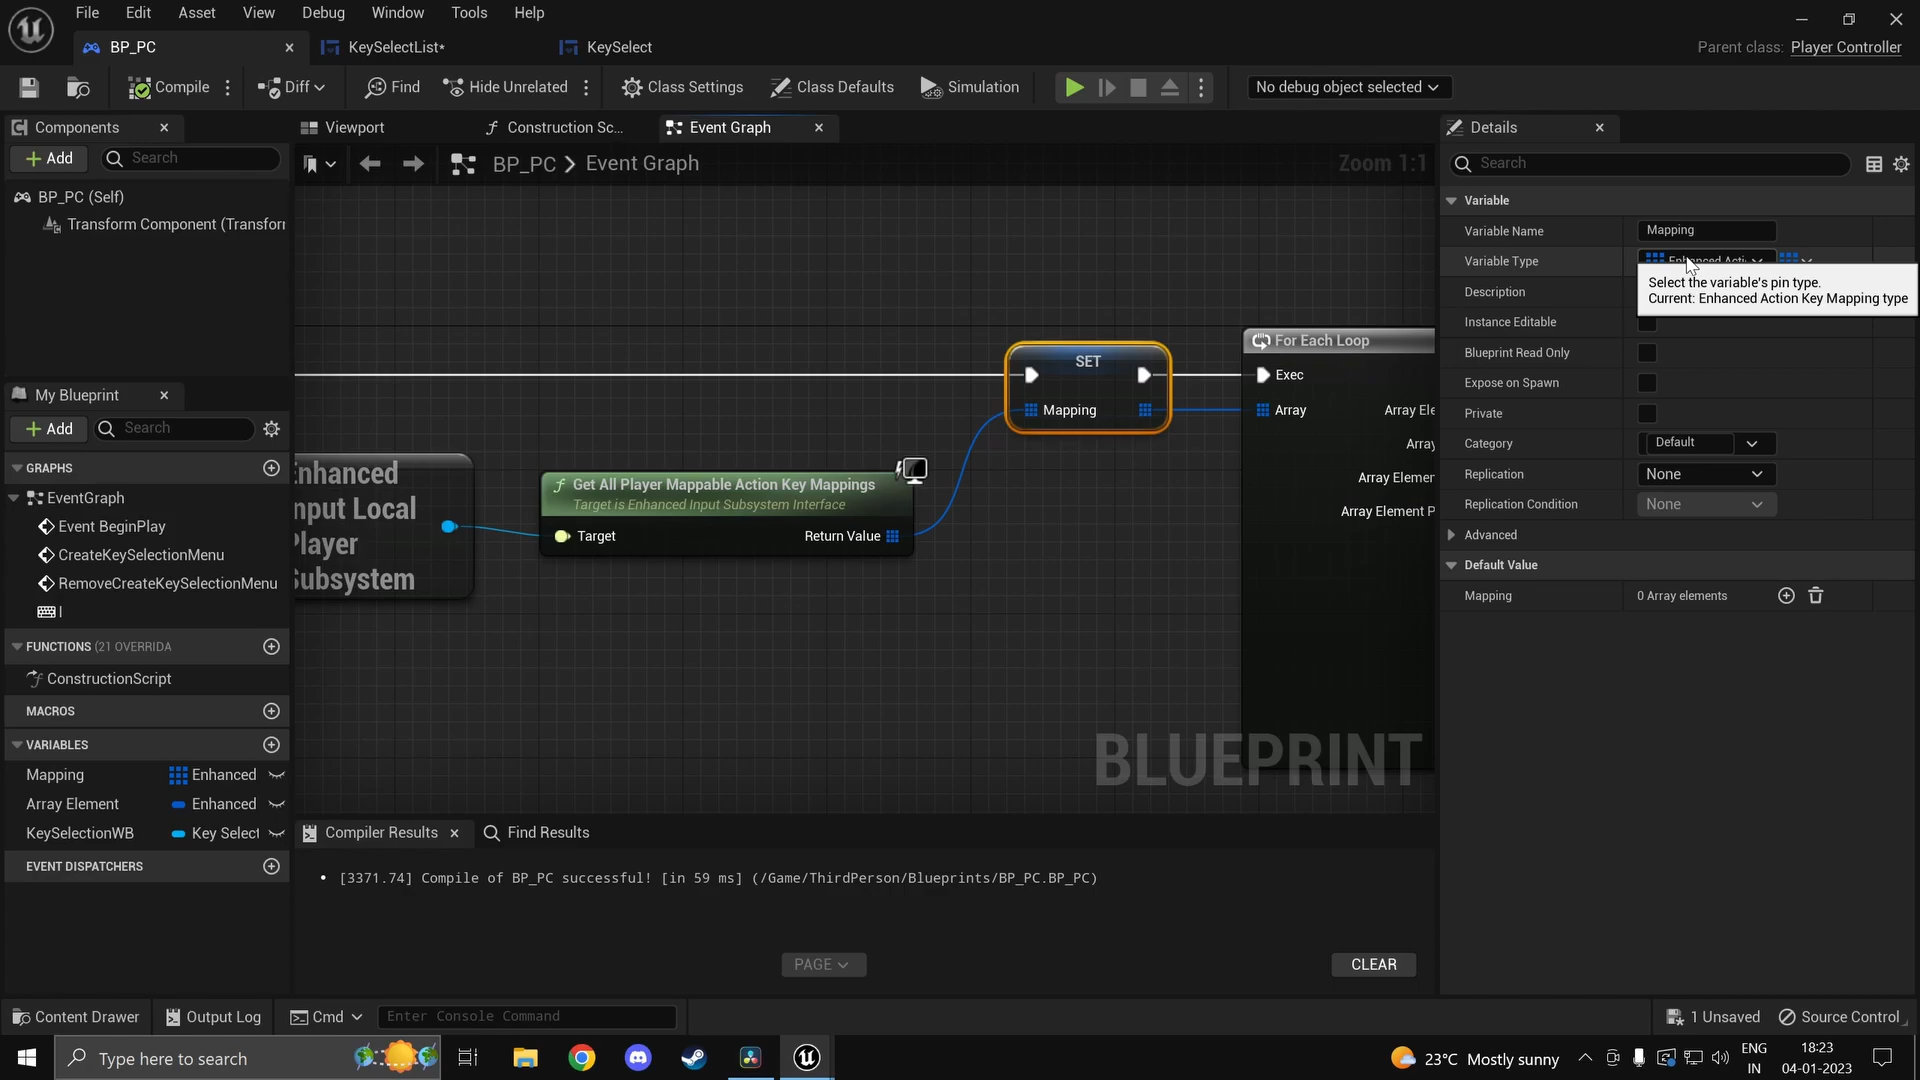 File Edit Asset View Debug Window Tools Help
BP_PC
KeySelectList*
KeySelect
Parent class: Player Controller
Compile
Diff
Find
Hide Unrelated
Class Settings
Class Defaults
Simulation
No debug object selected
Components
Viewport
Construction Sc...
Event Graph
Details
Add
Search
BP_PC > Event Graph
Zoom 1:1
Search
BP_PC (Self)
Transform Component (Transfor
Variable
Variable Name
Mapping
Variable Type
Enhanced Acti
Select the variable's pin type.
Current: Enhanced Action Key Mapping type
Description
Instance Editable
Blueprint Read Only
Expose on Spawn
Private
Category
Default
Replication
None
Replication Condition
None
Advanced
Default Value
Mapping
0 Array elements
SET
Mapping
For Each Loop
Exec
Array
Array Ele
Array
Array Elemen
Array Element P
Enhanced
nput Local
Player
Subsystem
f Get All Player Mappable Action Key Mappings
Target is Enhanced Input Subsystem Interface
Target
Return Value
BLUEPRINT
My Blueprint
Add
Search
GRAPHS
EventGraph
Event BeginPlay
CreateKeySelectionMenu
RemoveCreateKeySelectionMenu
I
FUNCTIONS (21 OVERRIDA
ConstructionScript
MACROS
VARIABLES
Mapping
Enhanced
Array Element
Enhanced
KeySelectionWB
Key Select
EVENT DISPATCHERS
Compiler Results
Find Results
• [3371.74] Compile of BP_PC successful! [in 59 ms] (/Game/ThirdPerson/Blueprints/BP_PC.BP_PC)
PAGE
CLEAR
Content Drawer
Output Log
Cmd
Enter Console Command
1 Unsaved
Source Control
Type here to search
23°C Mostly sunny
ENG
IN
18:23
04-01-2023